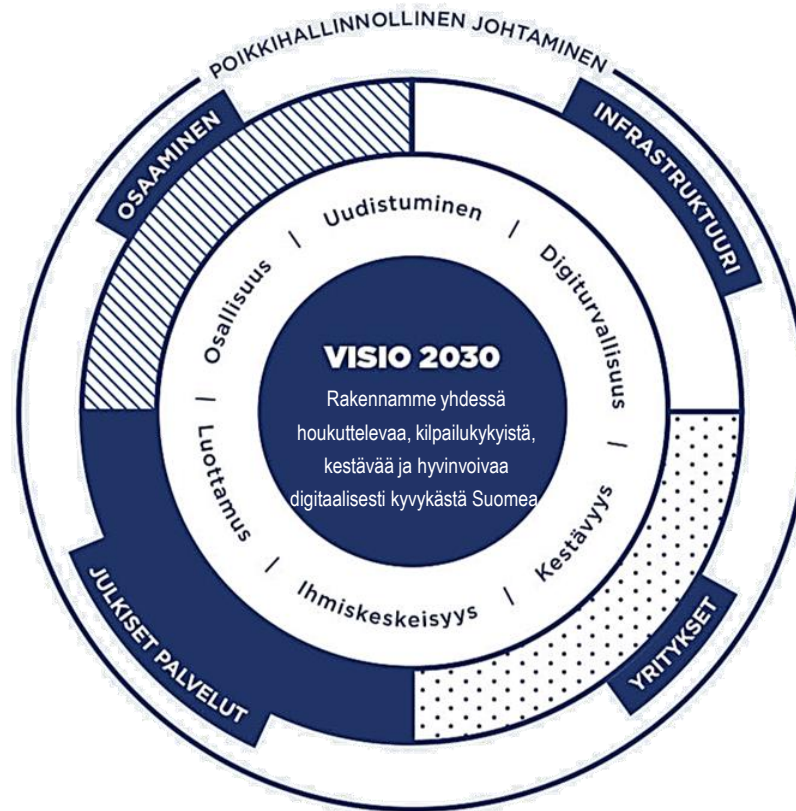 POIKKIHALLINNOLLINEN JOHTAMINEN
OSAAMINEN
INFRASTRUKTUURI
Osallisuus | Uudistuminen | Digiturvallisuus | Kestävyys | Ihmiskeskeisyys | Luottamus |
VISIO 2030
Rakennamme yhdessä
houkuttelevaa, kilpailukykyistä,
kestävää ja hyvinvoivaa
digitaalisesti kyvykästä Suomea
JULKISET PALVELUT
YRITYKSET